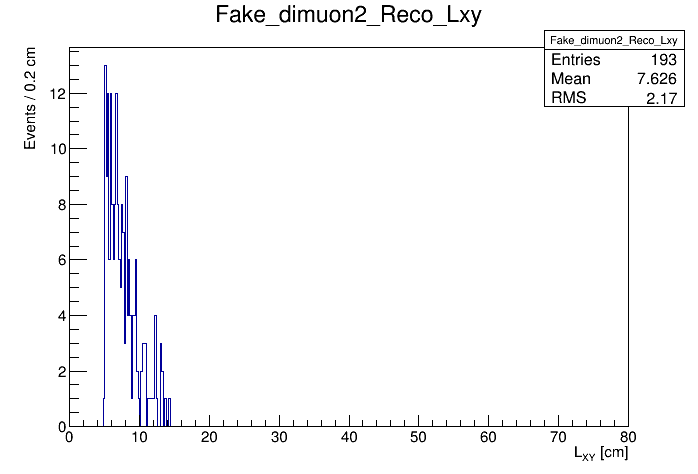 Fake_dimuon2_Reco_Lxy
Fake_dimuon2_Reco_Lxy
Entries 193
Mean 7.626
RMS 2.17
Events / 0.2 cm
12
10
8
6
4
2
0
0 10 20 30 40 50 60 70 80
LXY [cm]